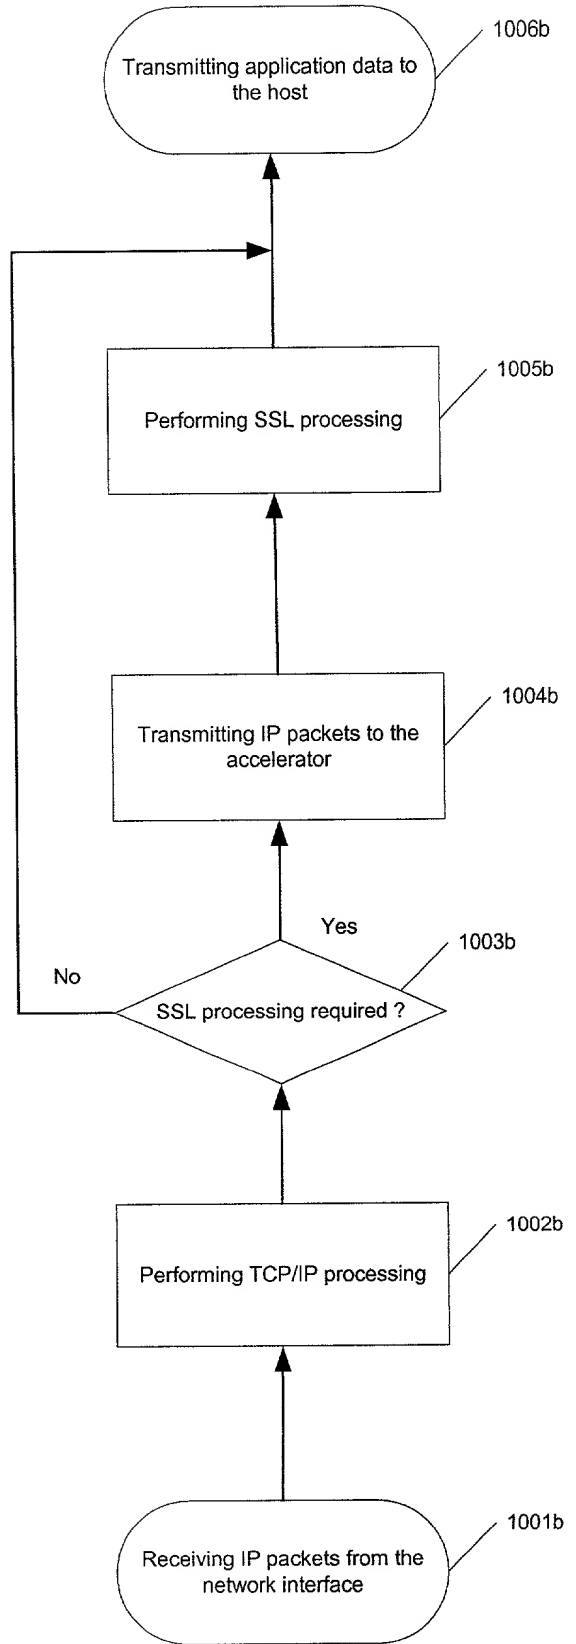 1006b
Transmitting application data to
the host
1005b
Performing SSL processing
1004b
Transmitting IP packets to the
accelerator
Yes
1003b
No
SSL processing required ?
1002b
Performing TCP/IP processing
1001b
Receiving IP packets from the
network interface